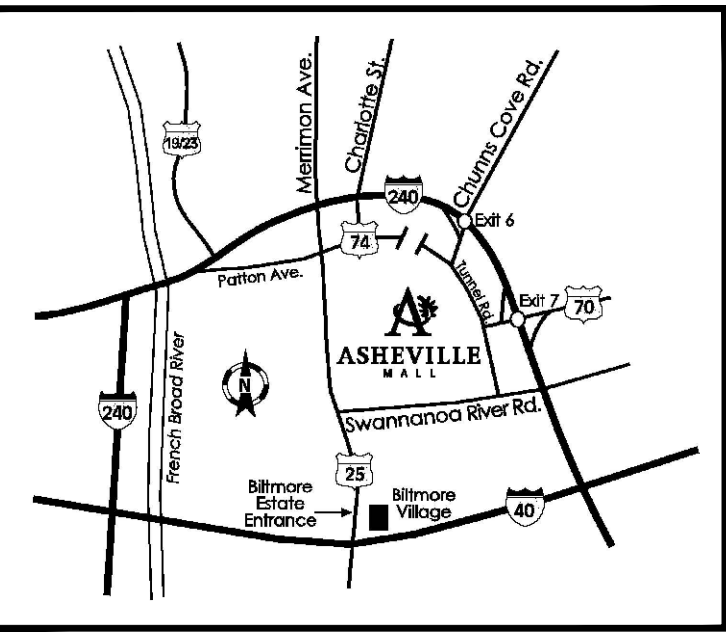 Merrimon Ave.
Charlotte St.
Chunns Cove Rd.
19/23
240
Exit 6
74
Patton Ave.
Tunnel Rd.
Exit 7
70
A
ASHEVILLE
MALL
N
240
French Broad River
Swannanoa River Rd.
25
Biltmore
Estate
Entrance
Biltmore
Village
40